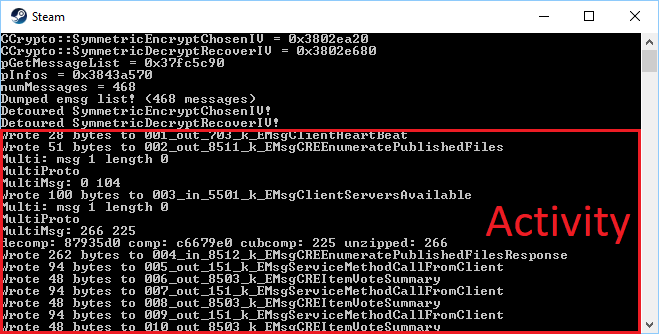 Steam
CCrypto::SymmetricEncryptChosenIV = 0x3802ea20
CCrypto::SymmetricDecryptRecoverIV = 0x3802e680
pGetMessageList = 0x37fc5c90
pInfos = 0x3843a570
numMessages = 468
Dumped emsg list! (468 messages)
Detoured SymmetricEncryptChosenIV!
Detoured SymmetricDecryptRecoverIV!
Wrote 28 bytes to 001_out_703_k_EMsgClientHeartBeat
Wrote 51 bytes to 002_out_8511_k_EMsgCREEnumeratePublishedFiles
Multi: msg 1 length 0
MultiProto
MultiMsg: 0 104
Wrote 100 bytes to 003_in_5501_k_EMsgClientServersAvailable
Multi: msg 1 length 0
MultiProto
MultiMsg: 266 225
decomp: 87935d0 comp: c6679e0 cubcomp: 225 unzipped: 266
Wrote 262 bytes to 004_in_8512_k_EMsgCREEnumeratePublishedFilesResponse
Wrote 94 bytes to 005_out_151_k_EMsgServiceMethodCallFromClient
Wrote 48 bytes to 006_out_8503_k_EMsgCREItemVoteSummary
Wrote 94 bytes to 007_out_151_k_EMsgServiceMethodCallFromClient
Wrote 48 bytes to 008_out_8503_k_EMsgCREItemVoteSummary
Wrote 94 bytes to 009_out_151_k_EMsgServiceMethodCallFromClient
Wrote 48 bytes to 010_out_8503_k_EMsgCREItemVoteSummary
Activity